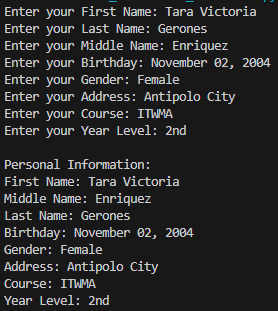 Enter your First Name: Tara Victoria
Enter your Last Name: Gerones
Enter your Middle Name: Enriquez
Enter your Birthday: November 02, 2004
Enter your Gender: Female
Enter your Address: Antipolo City
Enter your Course: ITWMA
Enter your Year Level: 2nd

Personal Information:
First Name: Tara Victoria
Middle Name: Enriquez
Last Name: Gerones
Birthday: November 02, 2004
Gender: Female
Address: Antipolo City
Course: ITWMA
Year Level: 2nd